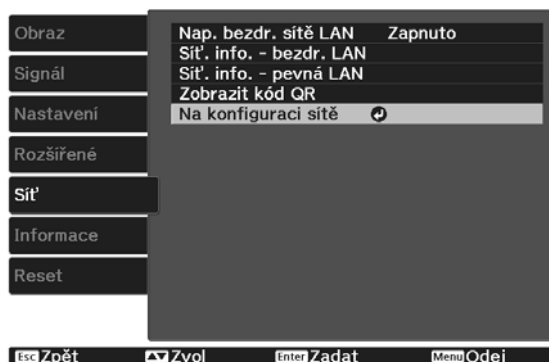 Obraz
Signál
Nastavení
Rozšířené
Síť
Informace
Reset
Nap. bezdr. sítě LAN Zapnuto
Síť. info. - bezdr. LAN
Síť. info. - pevná LAN
Zobrazit kód QR
Na konfiguraci sítě
Esc Zpět Zvol Enter Zadat Menu Odej